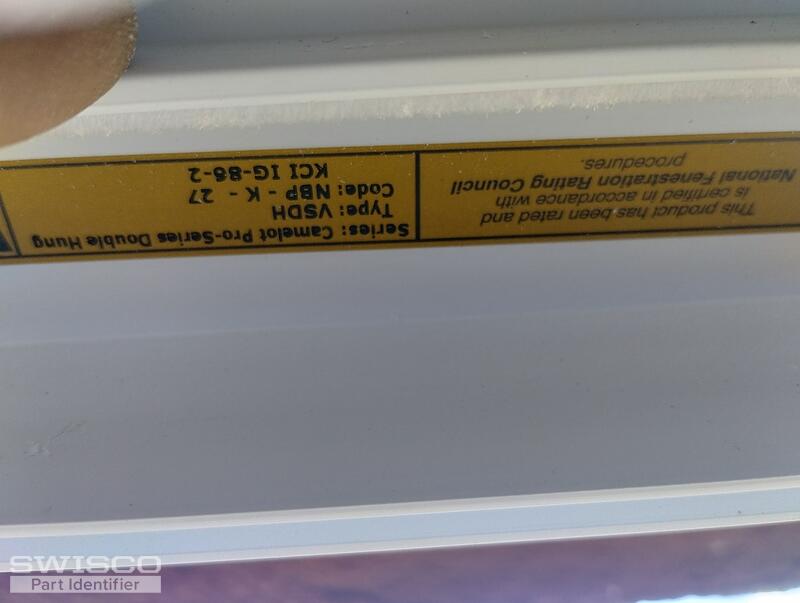 This product has been rated and
is certified in accordance with
National Fenestration Rating Council
procedures.
Series: Camelot Pro-Series Double Hung
Type: VSDH
Code: NBP - K - 27
KCI IG-86-2
SWISCO
Part Identifier